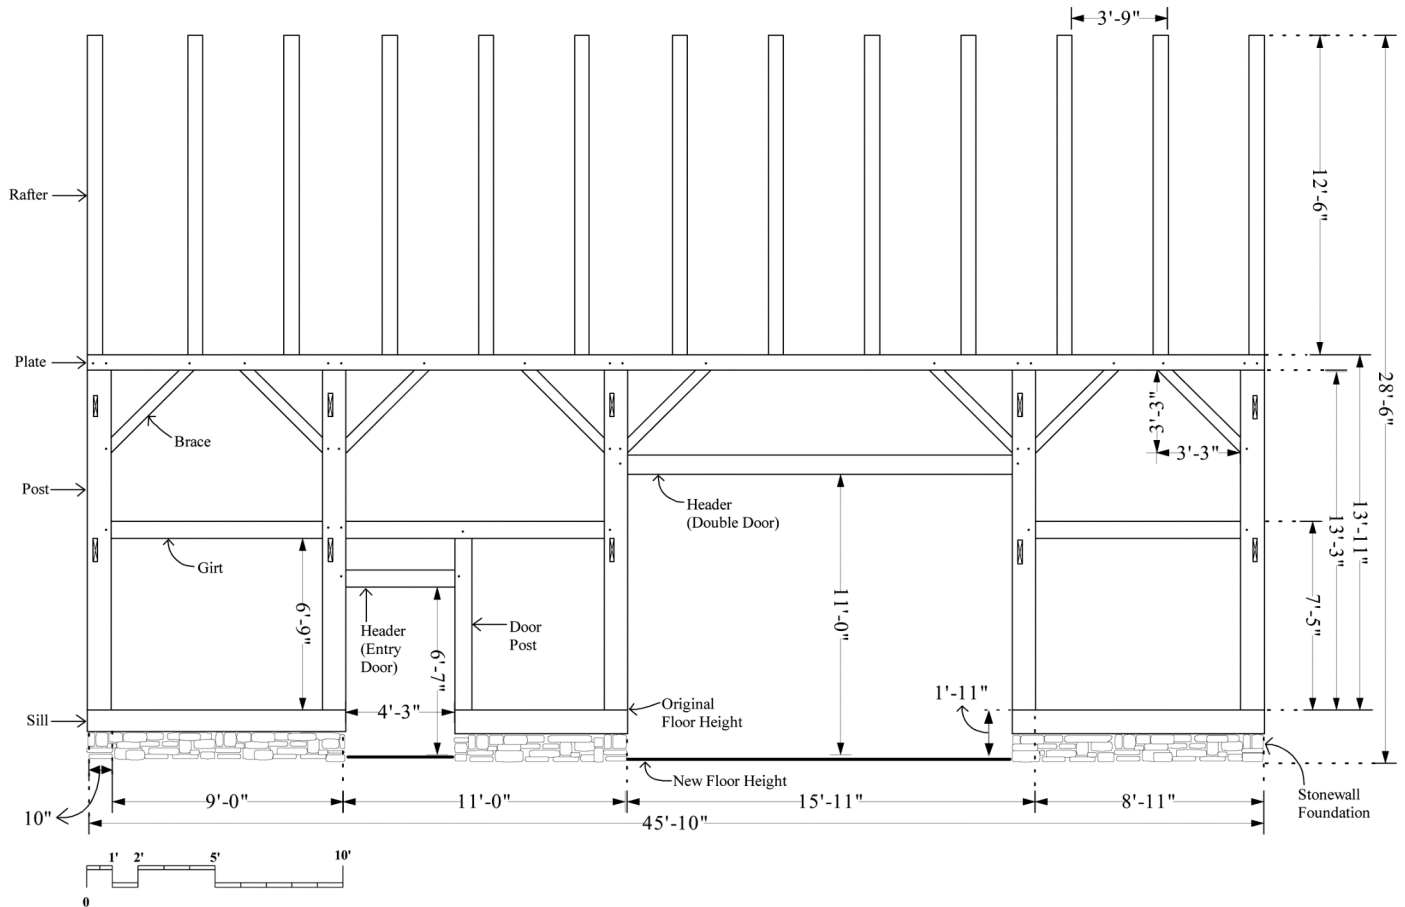 3'-9"
12'-6"
Rafter
Plate
28'-6"
3'-3"
Brace
3'-3"
Post
Header
(Double Door)
13'-11"
13'-3"
Girt
6'-9"
11'-0"
7'-5"
Header
(Entry
Door)
6'-7"
Door
Post
1'-11"
Original
Floor Height
4'-3"
Sill
New Floor Height
Stonewall
Foundation
10"
9'-0"
11'-0"
15'-11"
8'-11"
45'-10"
1' 2' 5' 10'
0